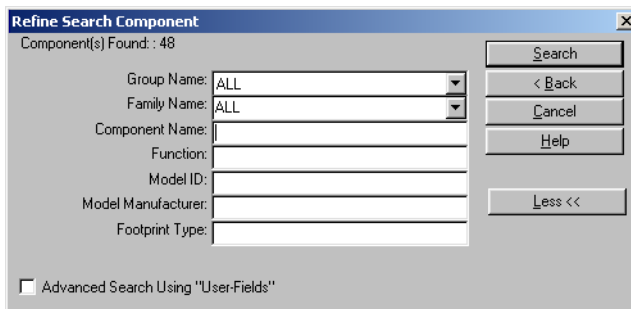 Refine Search Component
Component(s) Found: : 48
Search
Group Name: ALL
< Back
Family Name: ALL
Cancel
Component Name:
Help
Function:
Model ID:
Model Manufacturer:
Less <<
Footprint Type:
Advanced Search Using "User-Fields"